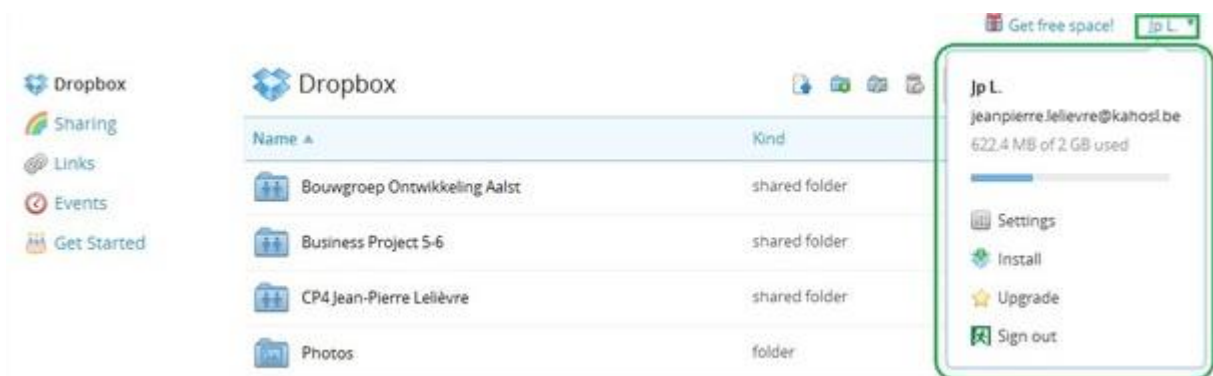 Get free space!
Jp L.
Dropbox
Sharing
Links
Events
Get Started
Dropbox
Name
Kind
Bouwgroep Ontwikkeling Aalst
shared folder
Business Project 5-6
shared folder
CP4 Jean-Pierre Lelièvre
shared folder
Photos
folder
Jp L.
jeanpierre.lelievre@kahosl.be
622.4 MB of 2 GB used
Settings
Install
Upgrade
Sign out